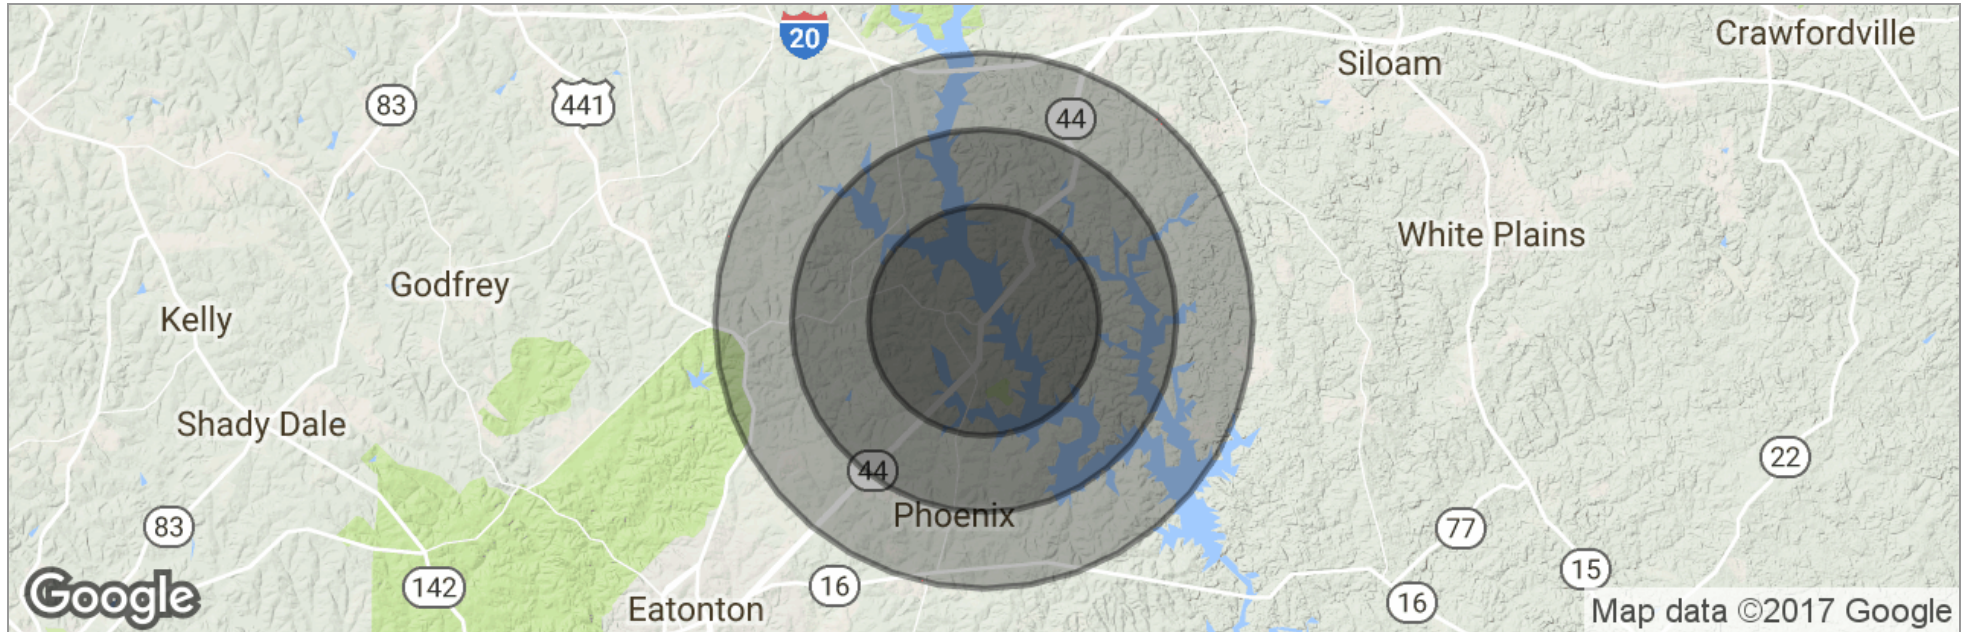 Crawfordville
20
Siloam
83
441
44
White Plains
Godfrey
Kelly
Shady Dale
22
44
Phoenix
83
77
15
142
16
16
Eatonton
Google
Map data ©2017 Google